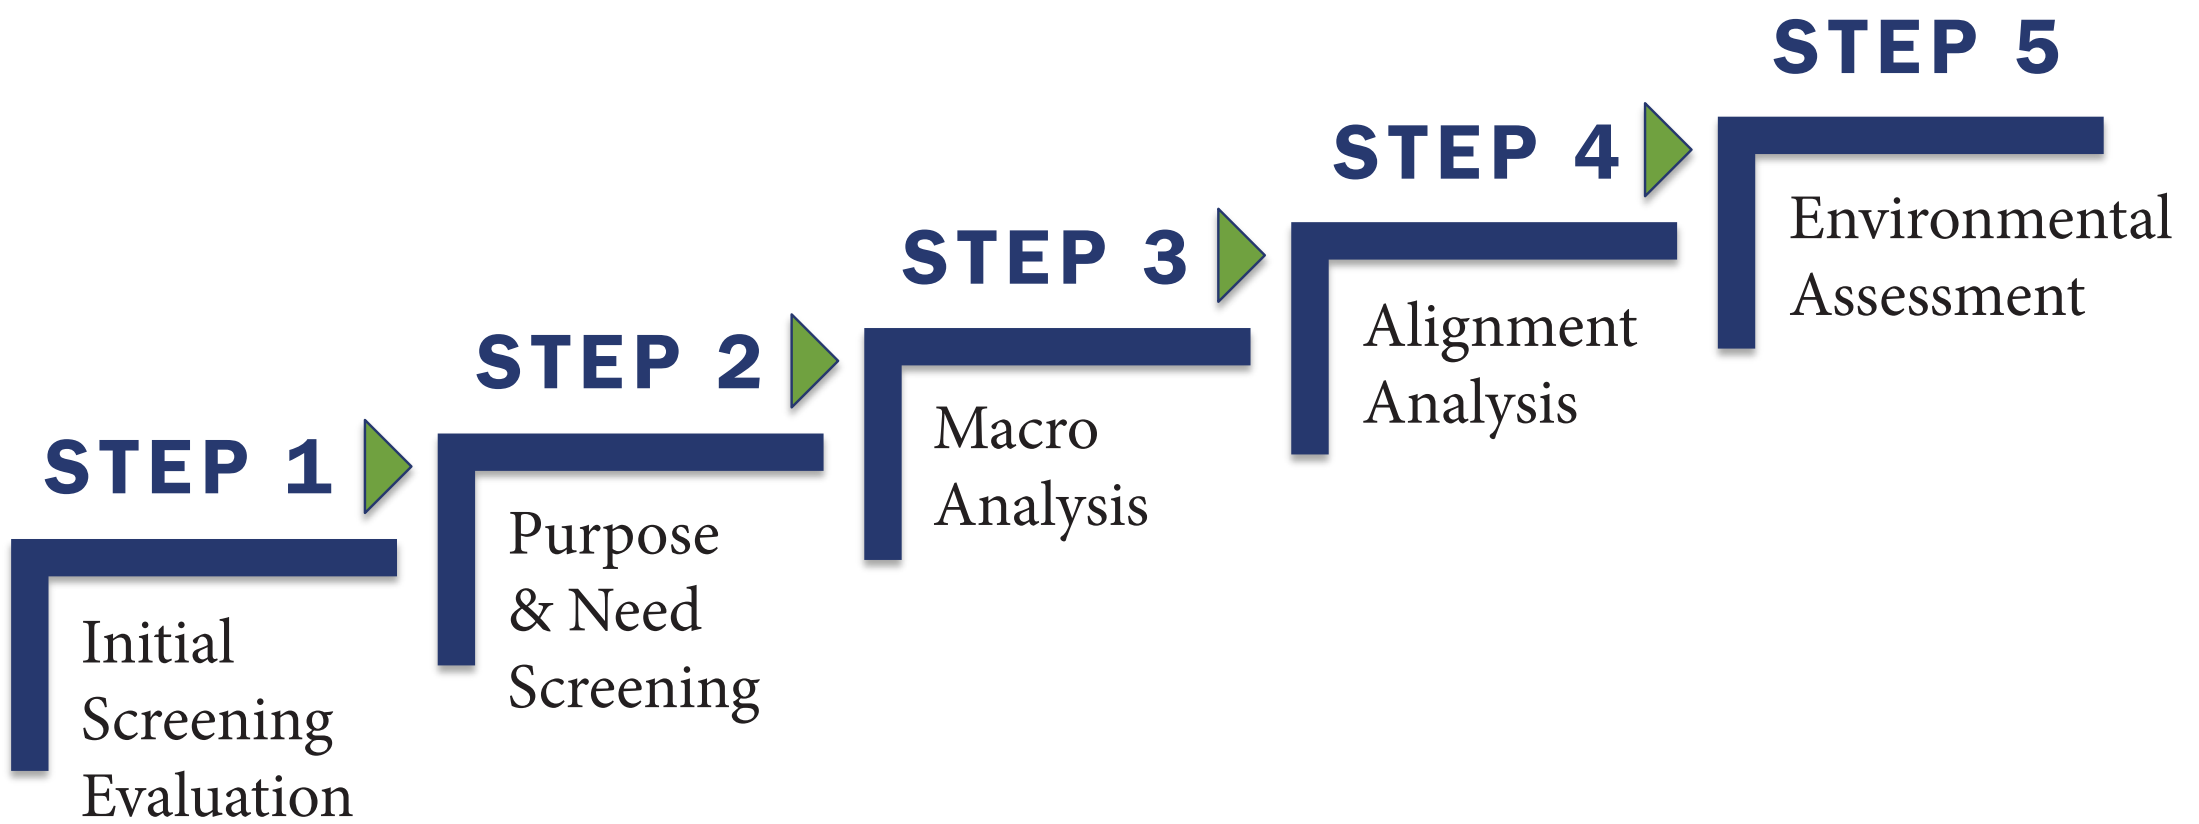 STEP 1
Initial
Screening
Evaluation
STEP 2
Purpose
& Need
Screening
STEP 3
Macro
Analysis
STEP 4
Alignment
Analysis
STEP 5
Environmental
Assessment